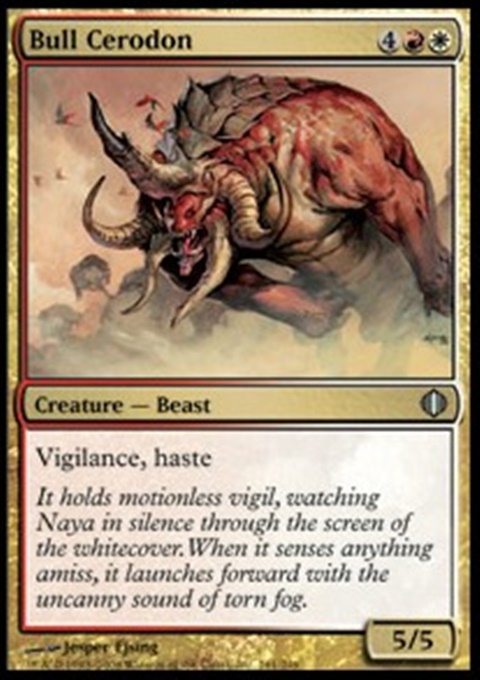 Bull Cerodon 4
Creature — Beast
Vigilance, haste
It holds motionless vigil, watching
Naya in silence through the screen of
the whitecover. When it senses anything
amiss, it launches forward with the
uncanny sound of torn fog.
Jesper Ejsing
5/5